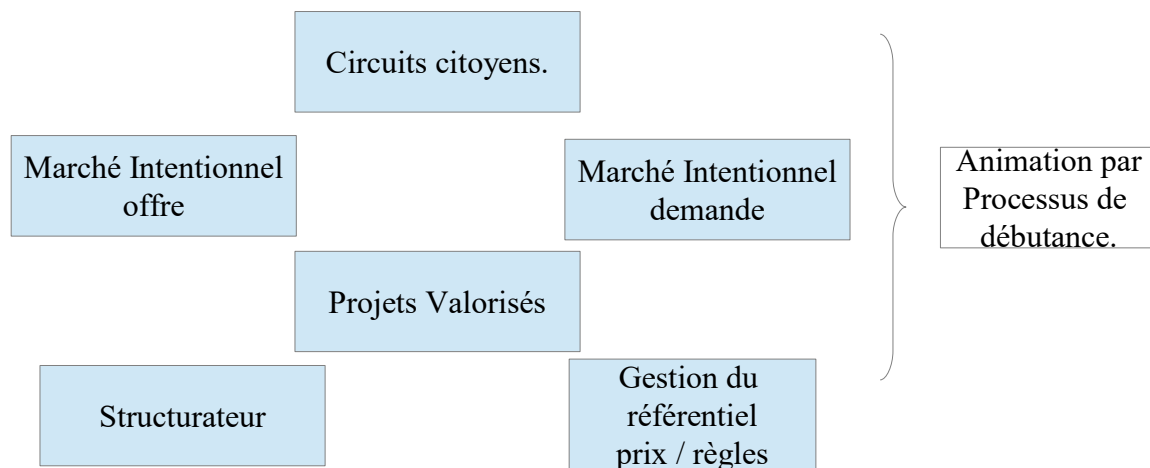 Circuits citoyens.
Marché Intentionnel
offre
Marché Intentionnel
demande
Animation par
Processus de
débutance.
Projets Valorisés
Structurateur
Gestion du
référentiel
prix / règles